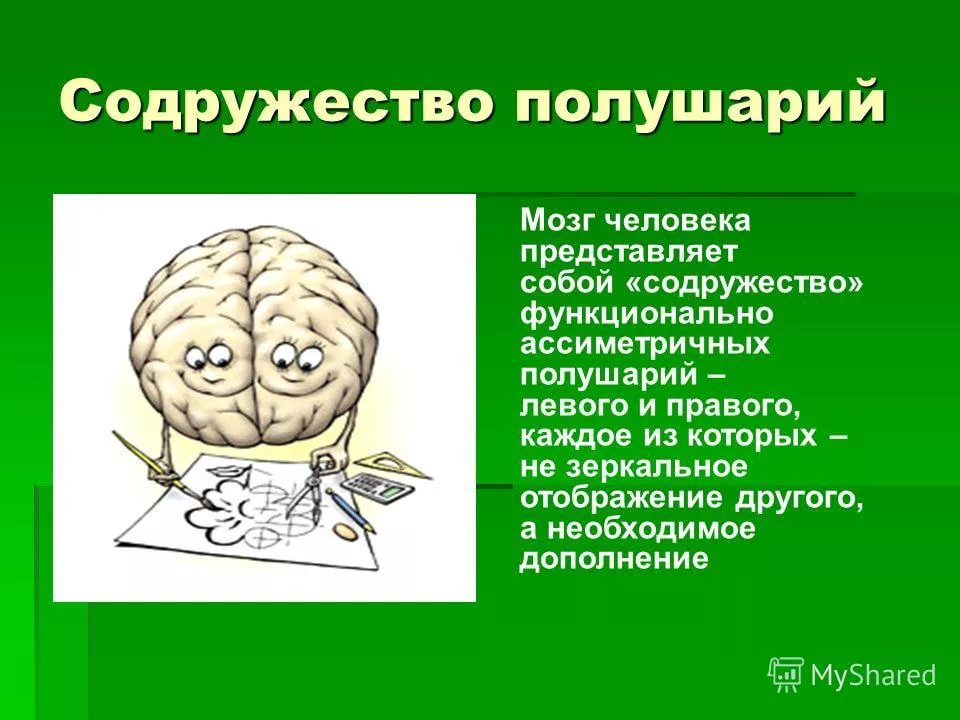 Содружество полушарий
Мозг человека
представляет
собой «содружество»
функционально
ассиметричных
полушарий –
левого и правого,
каждое из которых –
не зеркальное
отображение другого,
а необходимое
дополнение
MyShared